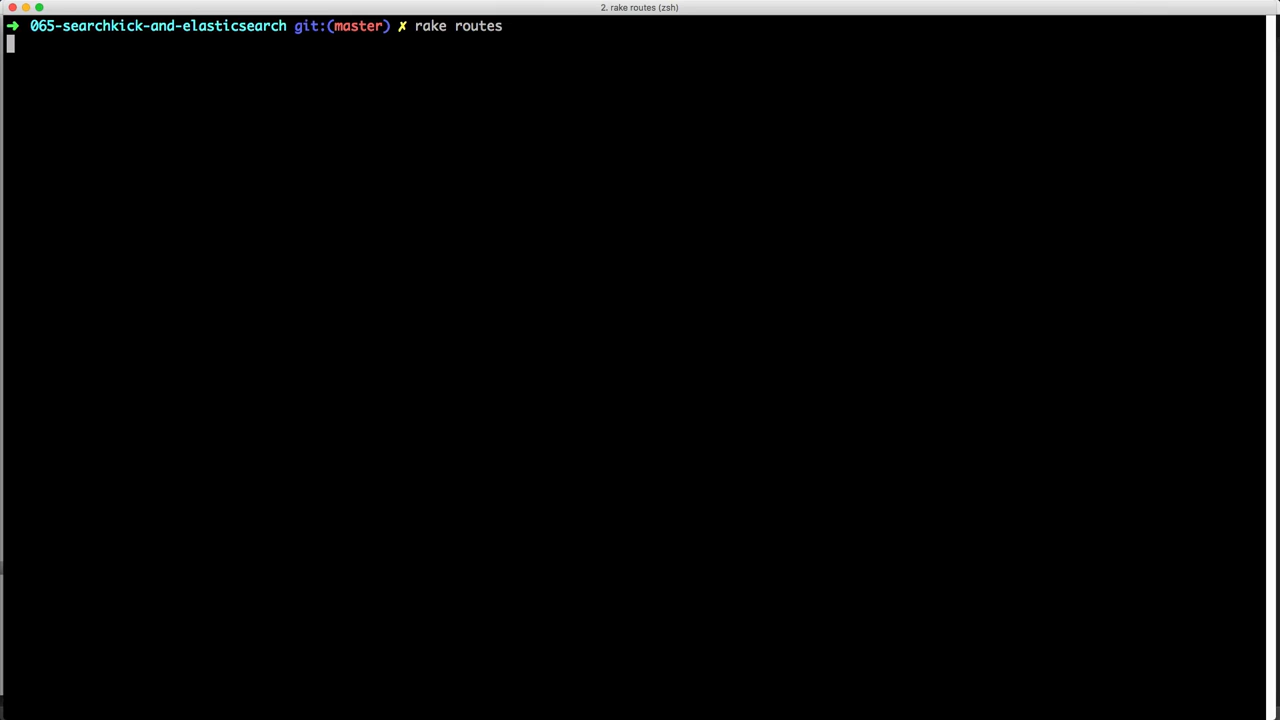 2. rake routes (zsh)
➜ 065-searchkick-and-elasticsearch git:(master) ✗ rake routes